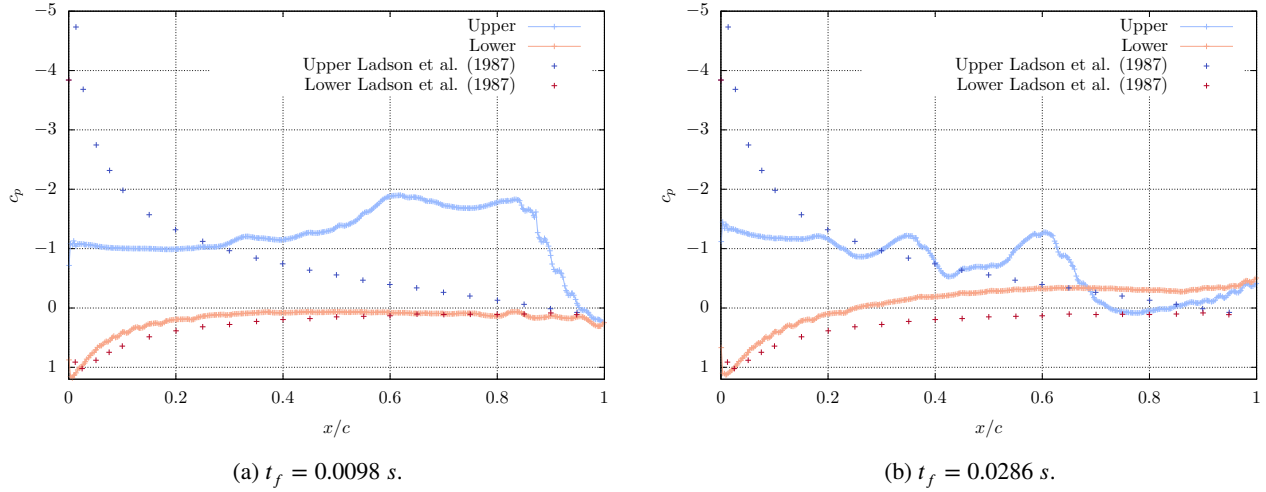 −5
−4
−3
−2
−1
0
1
c_p
0
0.2
0.4
0.6
0.8
1
x/c
Upper
Lower
Upper Ladson et al. (1987)
Lower Ladson et al. (1987)
(a) t_f = 0.0098 s.
−5
−4
−3
−2
−1
0
1
c_p
0
0.2
0.4
0.6
0.8
1
x/c
Upper
Lower
Upper Ladson et al. (1987)
Lower Ladson et al. (1987)
(b) t_f = 0.0286 s.